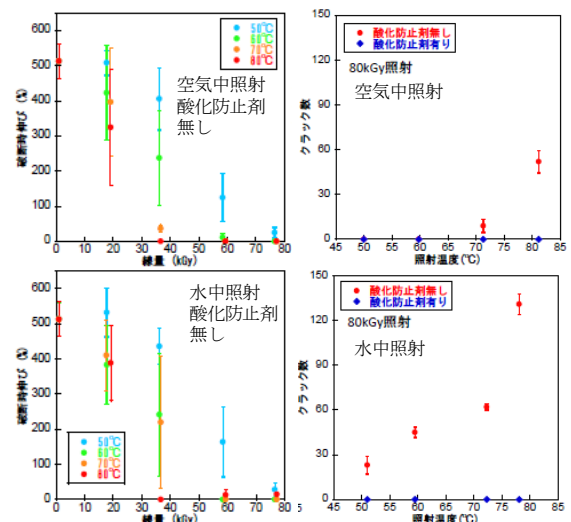 600
500
400
300
200
100
0
破断時伸び (%)
50℃
60℃
70℃
80℃
空気中照射
酸化防止剤
無し
0 10 20 30 40 50 60 70 80
線量 (kGy)
150
120
90
60
30
0
クラック数
酸化防止剤無し
酸化防止剤有り
80kGy照射
空気中照射
45 50 55 60 65 70 75 80 85
照射温度(℃)
600
500
400
300
200
100
0
破断時伸び (%)
水中照射
酸化防止剤
無し
50℃
60℃
70℃
80℃
0 10 20 30 40 50 60 70 80
線量 (kGy)
5
150
120
90
60
30
0
クラック数
酸化防止剤無し
酸化防止剤有り
80kGy照射
水中照射
45 50 55 60 65 70 75 80 85
照射温度(℃)